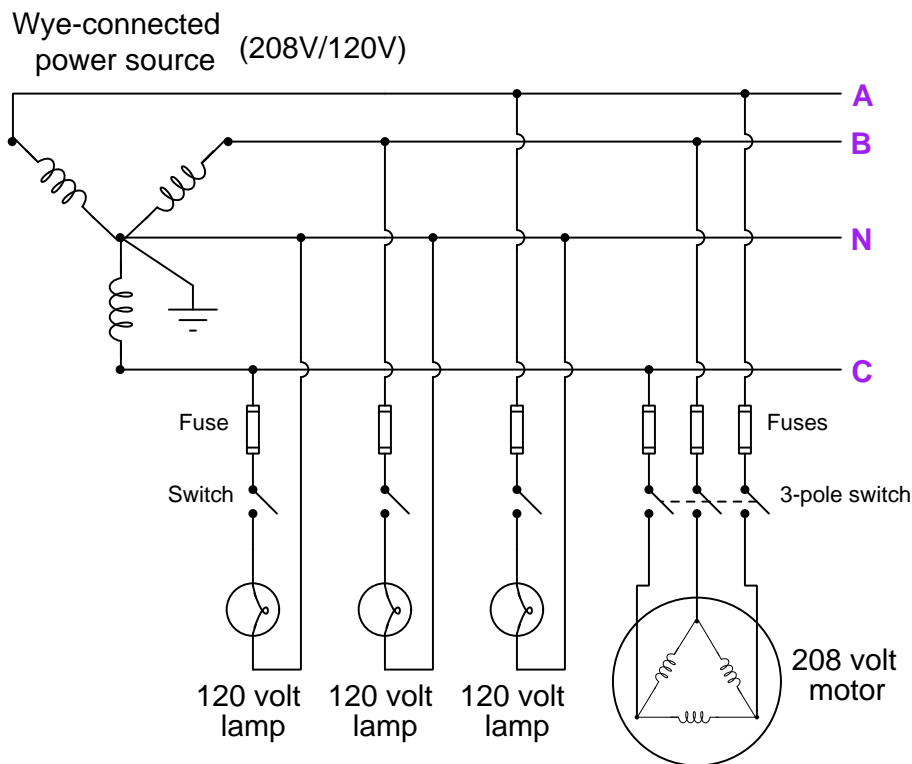 Wye-connected
power source (208V/120V)
A
B
N
C
Fuse
Fuses
Switch
3-pole switch
120 volt
lamp
120 volt
lamp
120 volt
lamp
208 volt
motor